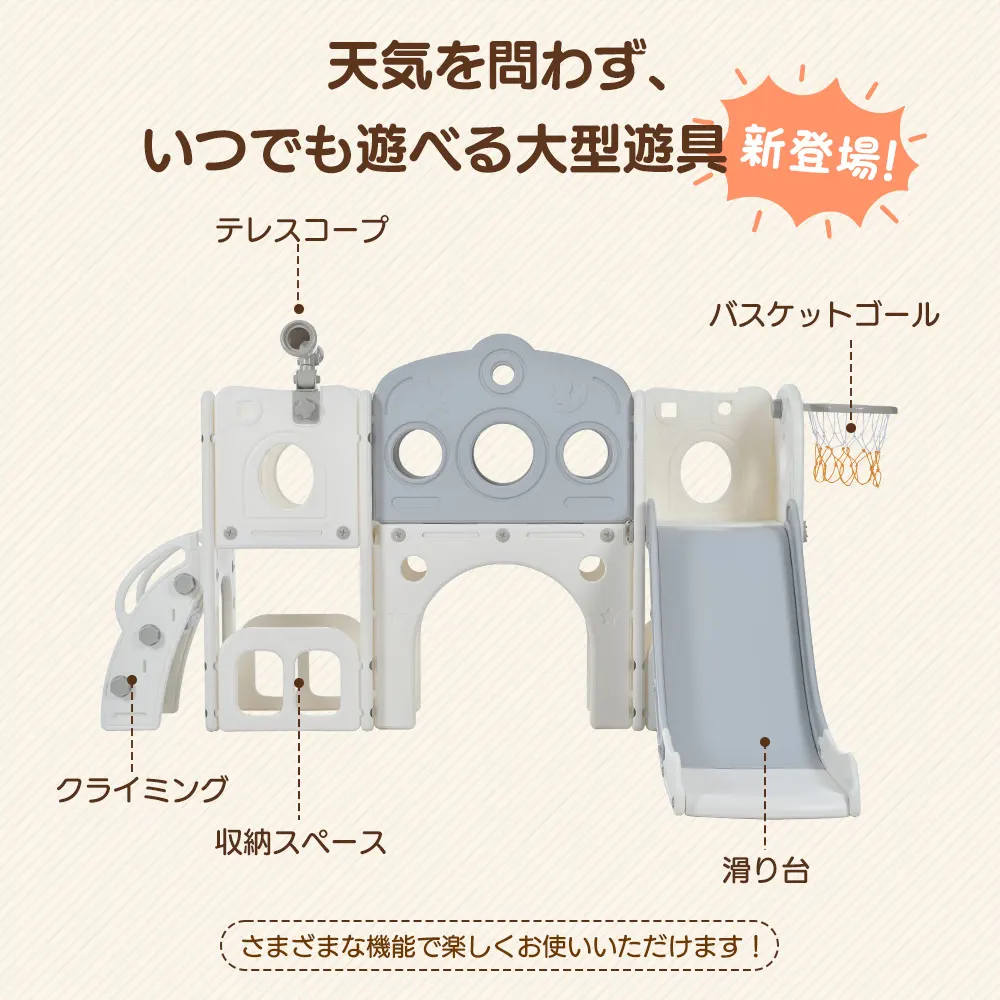 天気を問わず、
いつでも遊べる大型遊具
新登場!
テレスコープ
バスケットゴール
クライミング
収納スペース
滑り台
さまざまな機能で楽しくお使いいただけます！